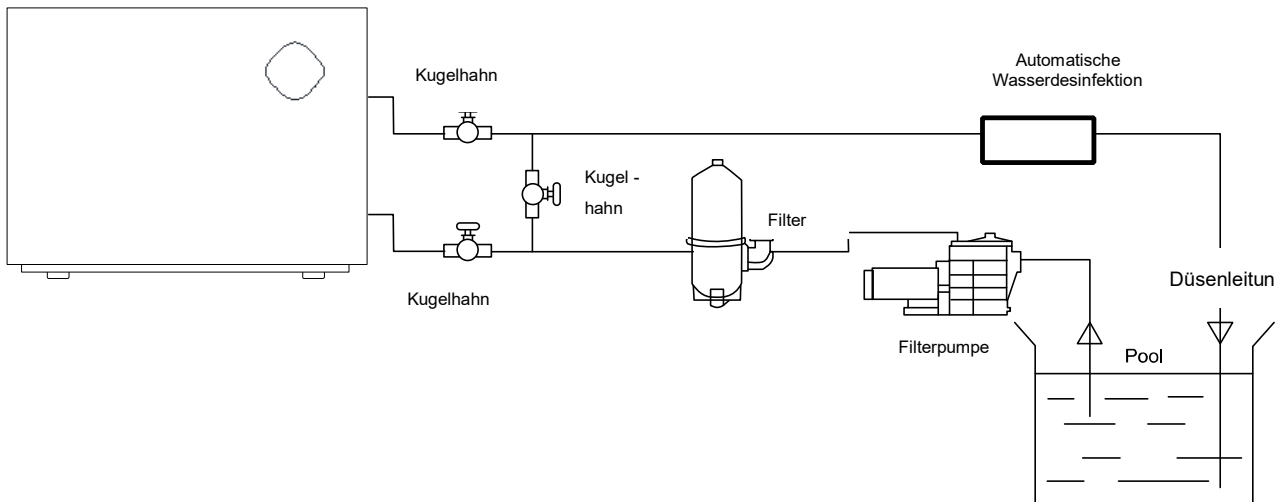 Kugelhahn
Automatische
Wasserdesinfektion
Kugel -
hahn
Filter
Kugelhahn
Düsenleitun
Filterpumpe
Pool